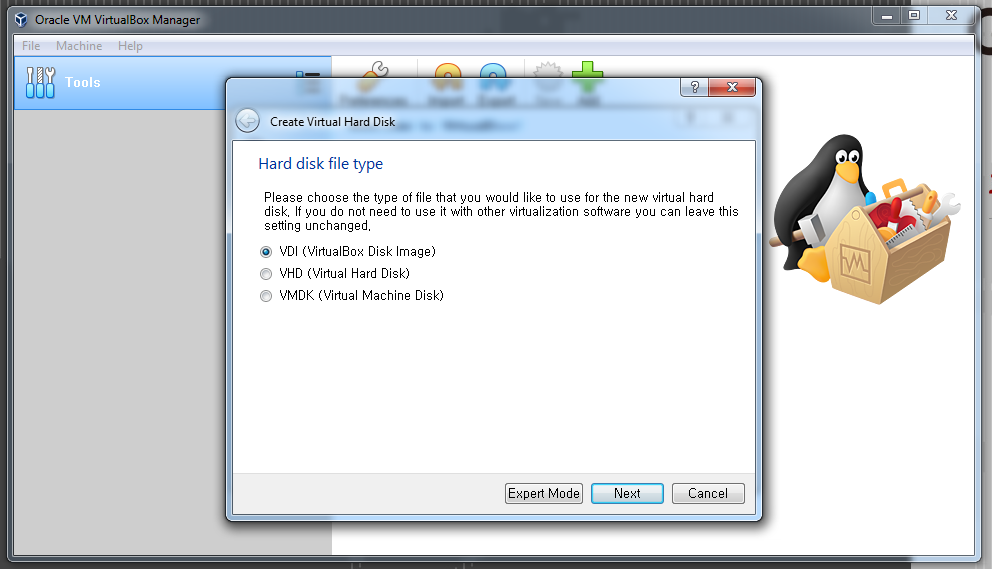 Oracle VM VirtualBox Manager
File Machine Help
Tools
Preferences Import Export Add
?
Create Virtual Hard Disk
Hard disk file type
Please choose the type of file that you would like to use for the new virtual hard
disk. If you do not need to use it with other virtualization software you can leave this
setting unchanged.
VDI (VirtualBox Disk Image)
VHD (Virtual Hard Disk)
VMDK (Virtual Machine Disk)
Expert Mode Next Cancel